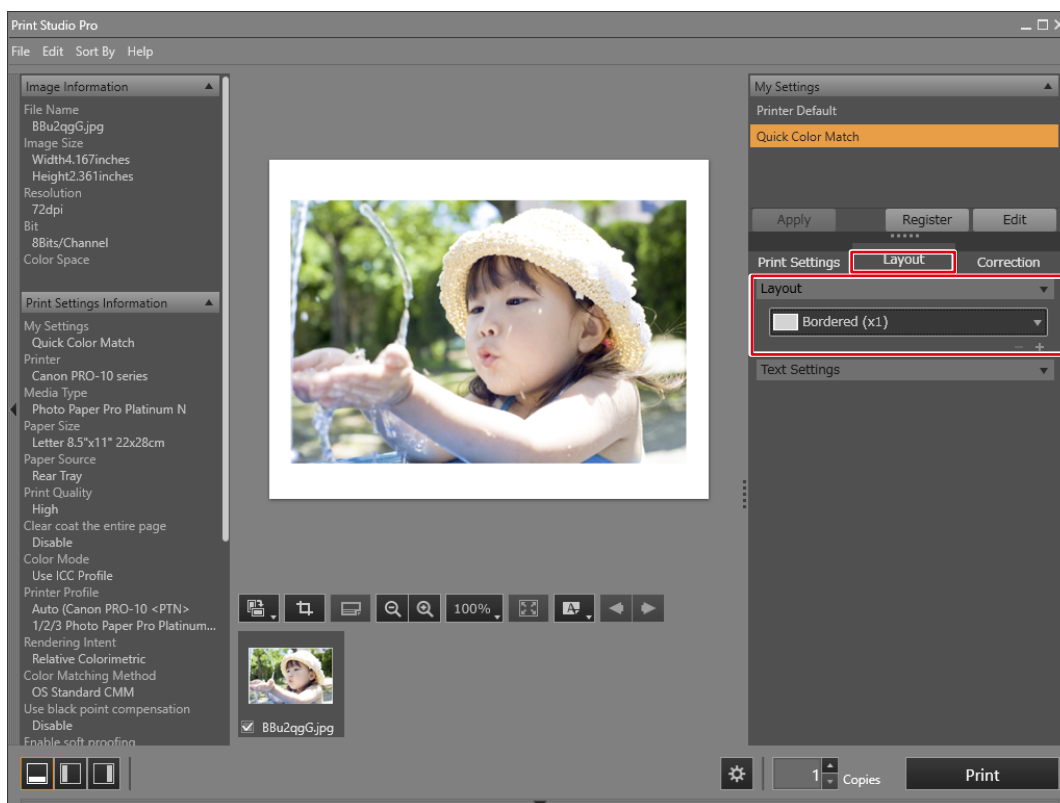 Print Studio Pro
File Edit Sort By Help
Image Information
File Name
BBu2qgG.jpg
Image Size
Width4.167inches
Height2.361inches
Resolution
72dpi
Bit
8Bits/Channel
Color Space
Print Settings Information
My Settings
Quick Color Match
Printer
Canon PRO-10 series
Media Type
Photo Paper Pro Platinum N
Paper Size
Letter 8.5"x11" 22x28cm
Paper Source
Rear Tray
Print Quality
High
Clear coat the entire page
Disable
Color Mode
Use ICC Profile
Printer Profile
Auto (Canon PRO-10 <PTN>
1/2/3 Photo Paper Pro Platinum...
Rendering Intent
Relative Colorimetric
Color Matching Method
OS Standard CMM
Use black point compensation
Disable
Enable soft proofing
100%
A
BBu2qgG.jpg
My Settings
Printer Default
Quick Color Match
Apply Register Edit
Print Settings Layout Correction
Layout
Bordered (x1)
− +
Text Settings
1 Copies Print